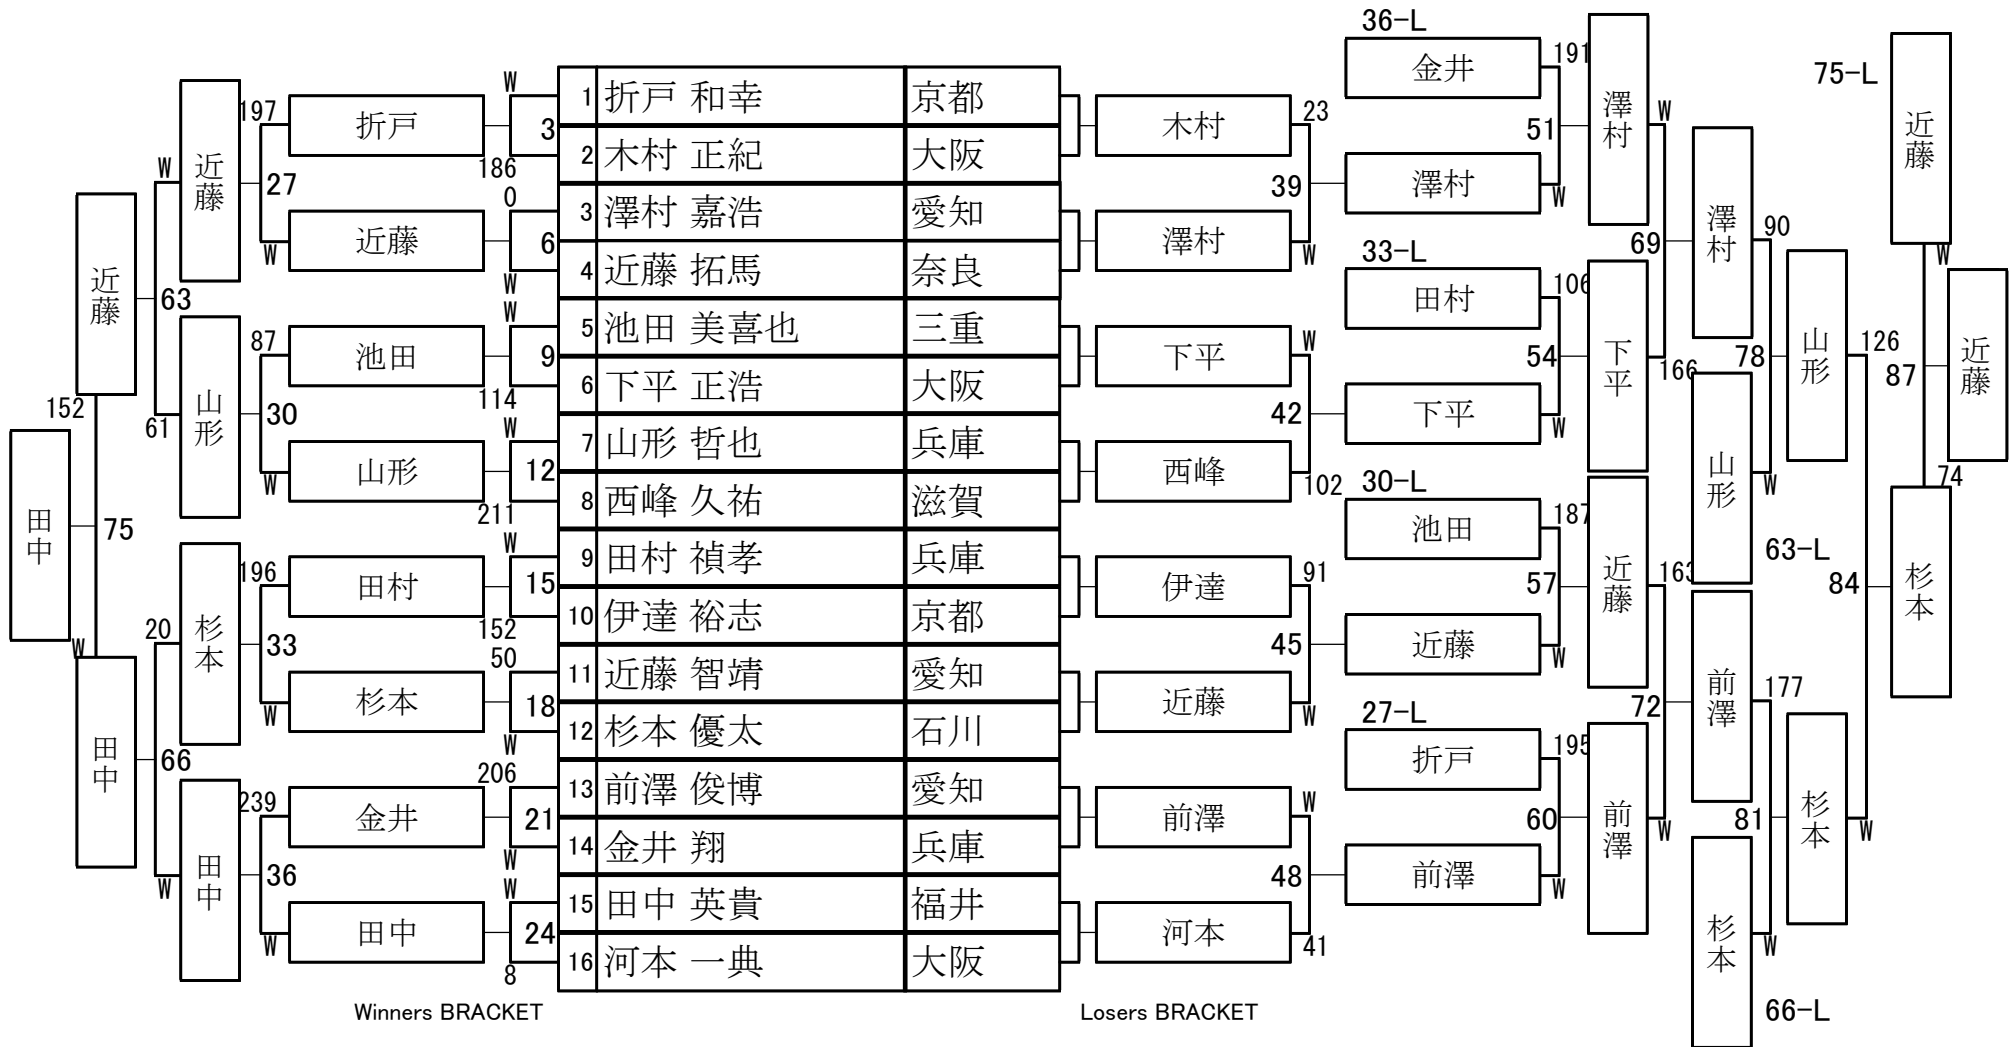 1 折戸 和幸 京都
2 木村 正紀 大阪
3 澤村 嘉浩 愛知
4 近藤 拓馬 奈良
5 池田 美喜也 三重
6 下平 正浩 大阪
7 山形 哲也 兵庫
8 西峰 久祐 滋賀
9 田村 禎孝 兵庫
10 伊達 裕志 京都
11 近藤 智靖 愛知
12 杉本 優太 石川
13 前澤 俊博 愛知
14 金井 翔 兵庫
15 田中 英貴 福井
16 河本 一典 大阪
Winners BRACKET
W
3
186
折戸
0
6
W
近藤
W
9
114
池田
W
12
211
山形
W
15
152
田村
50
18
W
杉本
206
21
W
金井
W
24
8
田中
197
27
W
近藤
87
30
W
山形
196
33
W
杉本
239
36
W
田中
W
63
61
近藤
20
66
W
田中
152
75
W
田中
Losers BRACKET
木村
23
39
澤村
W
下平
W
42
西峰
102
伊達
91
45
近藤
W
前澤
W
48
河本
41
36-L
金井
191
51
澤村
W
33-L
田村
106
54
下平
W
30-L
池田
187
57
近藤
W
27-L
折戸
195
60
前澤
W
澤村
W
69
下平
166
近藤
163
72
前澤
W
澤村
90
78
山形
W
63-L
前澤
177
81
杉本
W
66-L
山形
126
84
杉本
W
75-L
近藤
W
87
杉本
74
近藤